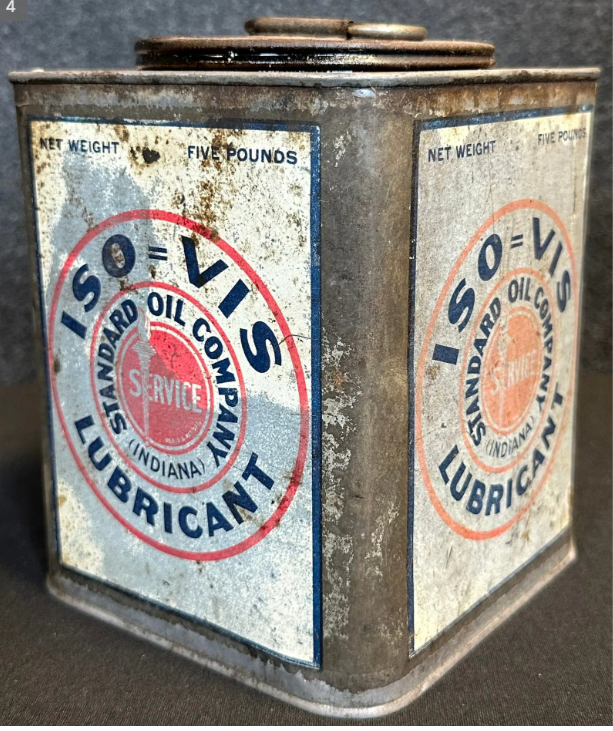 4
NET WEIGHT FIVE POUNDS
ISO=VIS
STANDARD OIL COMPANY
SERVICE
(INDIANA)
LUBRICANT
NET WEIGHT FIVE POUNDS
ISO=VIS
STANDARD OIL COMPANY
SERVICE
(INDIANA)
LUBRICANT